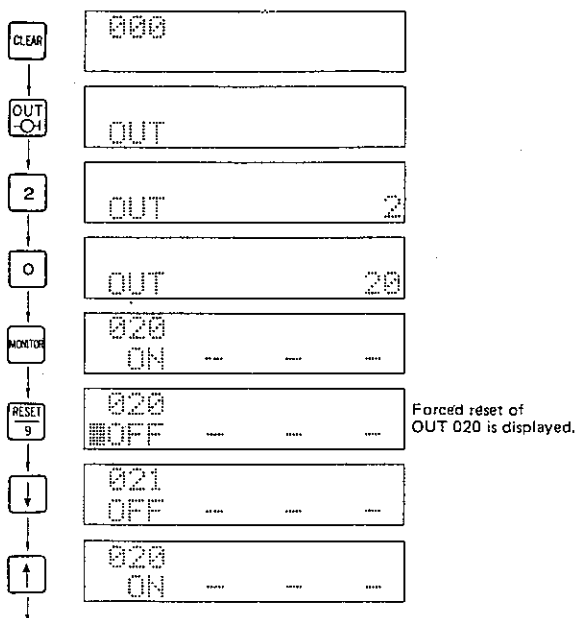 CLEAR
000
OUT
OUT
2
OUT 2
0
OUT 20
MONITOR
020
ON --- --- ---
RESET
9
020
OFF --- --- ---
Forced reset of
OUT 020 is displayed.
↓
021
OFF --- --- ---
↑
020
ON --- --- ---